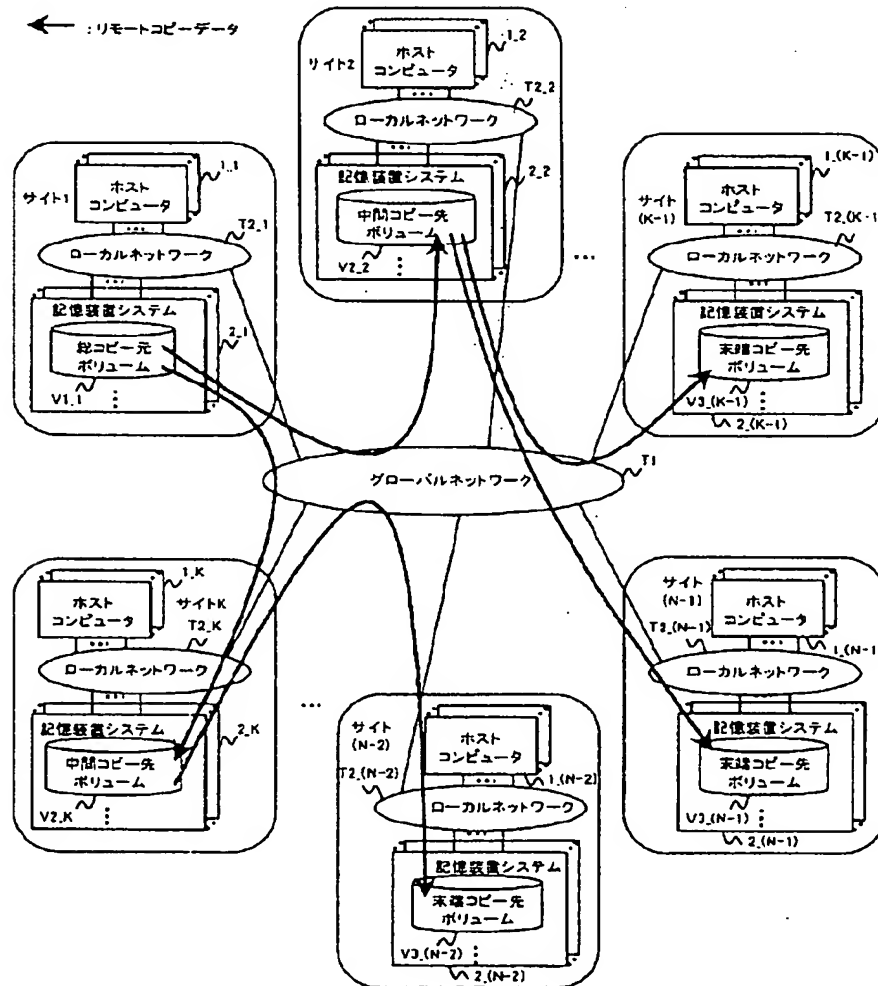 ：リモートコピーデータ
サイト1
ホスト
コンピュータ
1_1
T2_1
ローカルネットワーク
記憶装置システム
2_1
総コピー元
ボリューム
V1_1
サイト2
ホスト
コンピュータ
1_2
T2_2
ローカルネットワーク
記憶装置システム
2_2
中間コピー先
ボリューム
V2_2
...
サイト
(K-1)
ホスト
コンピュータ
1_(K-1)
T2_(K-1
ローカルネットワーク
記憶装置システム
末端コピー先
ボリューム
V3_(K-1)
2_(K-1)
グローバルネットワーク
T1
1_K
ホスト
コンピュータ
サイトK
T2_K
ローカルネットワーク
記憶装置システム
2_K
中間コピー先
ボリューム
V2_K
...
サイト
(N-2)
ホスト
コンピュータ
1_(N-2)
T2_(N-2)
ローカルネットワーク
記憶装置システム
末端コピー先
ボリューム
V3_(N-2)
2_(N-2)
サイト
(N-1)
ホスト
コンピュータ
1_(N-1
T2_(N-1)
ローカルネットワーク
記憶装置システム
末端コピー先
ボリューム
V3_(N-1)
2_(N-1)